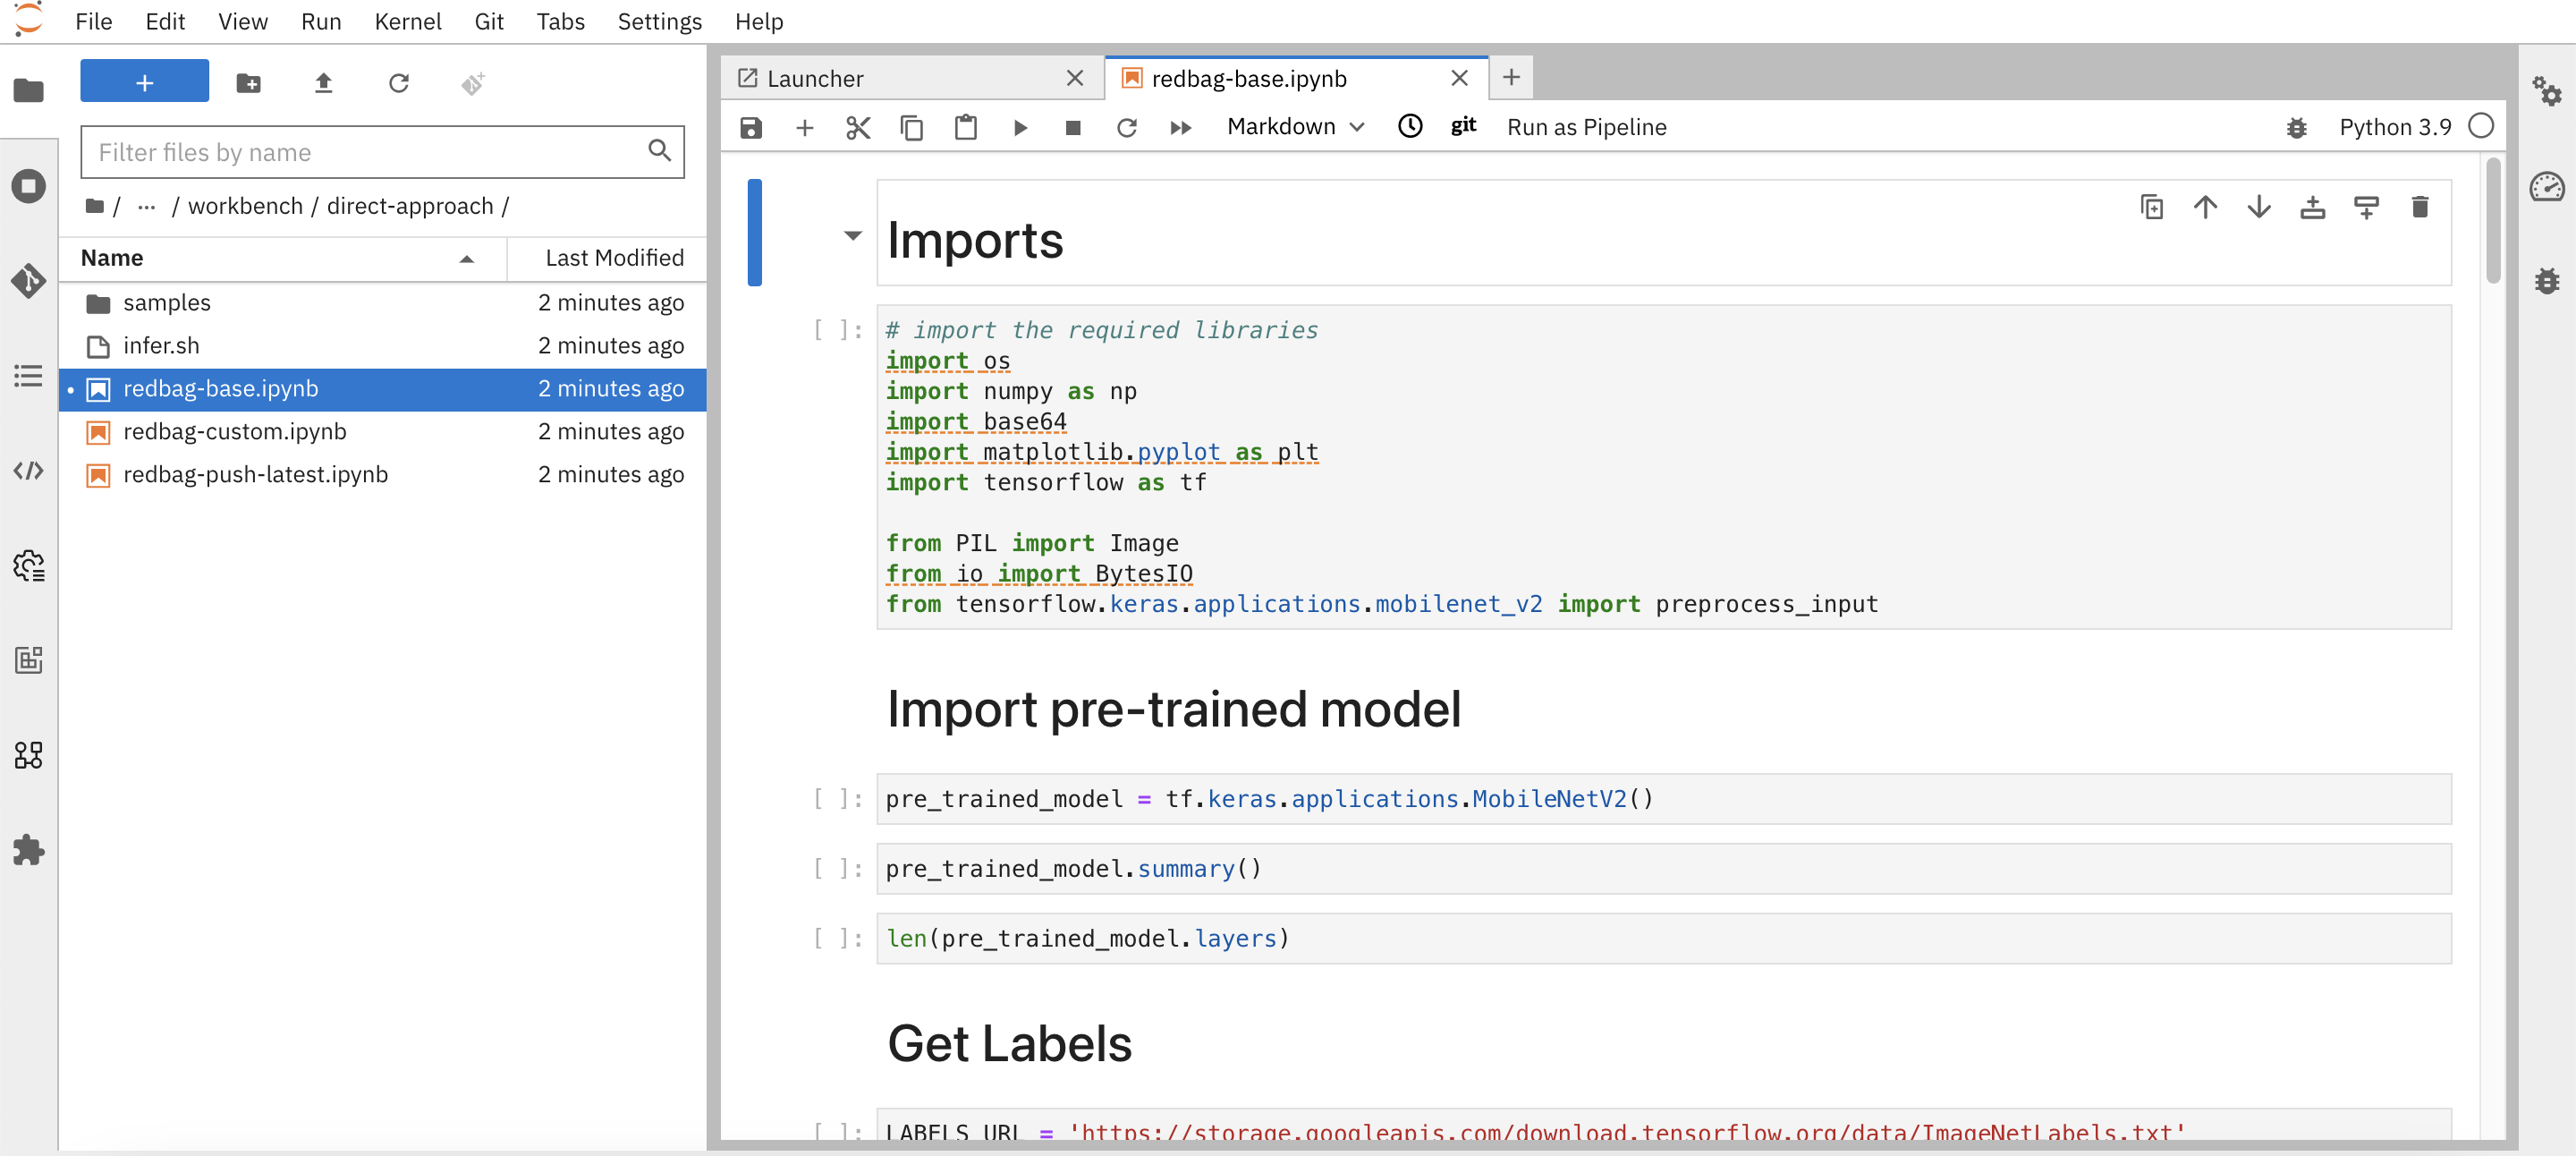 File Edit View Run Kernel Git Tabs Settings Help
Filter files by name
/ ... / workbench / direct-approach /
Name Last Modified
samples 2 minutes ago
infer.sh 2 minutes ago
redbag-base.ipynb 2 minutes ago
redbag-custom.ipynb 2 minutes ago
redbag-push-latest.ipynb 2 minutes ago
Launcher redbag-base.ipynb
Markdown git Run as Pipeline Python 3.9
Imports
[ ]: # import the required libraries
import os
import numpy as np
import base64
import matplotlib.pyplot as plt
import tensorflow as tf
from PIL import Image
from io import BytesIO
from tensorflow.keras.applications.mobilenet_v2 import preprocess_input
Import pre-trained model
[ ]: pre_trained_model = tf.keras.applications.MobileNetV2()
[ ]: pre_trained_model.summary()
[ ]: len(pre_trained_model.layers)
Get Labels
[ ]: LABELS_URL = 'https://storage.googleapis.com/download.tensorflow.org/data/ImageNetLabels.txt'